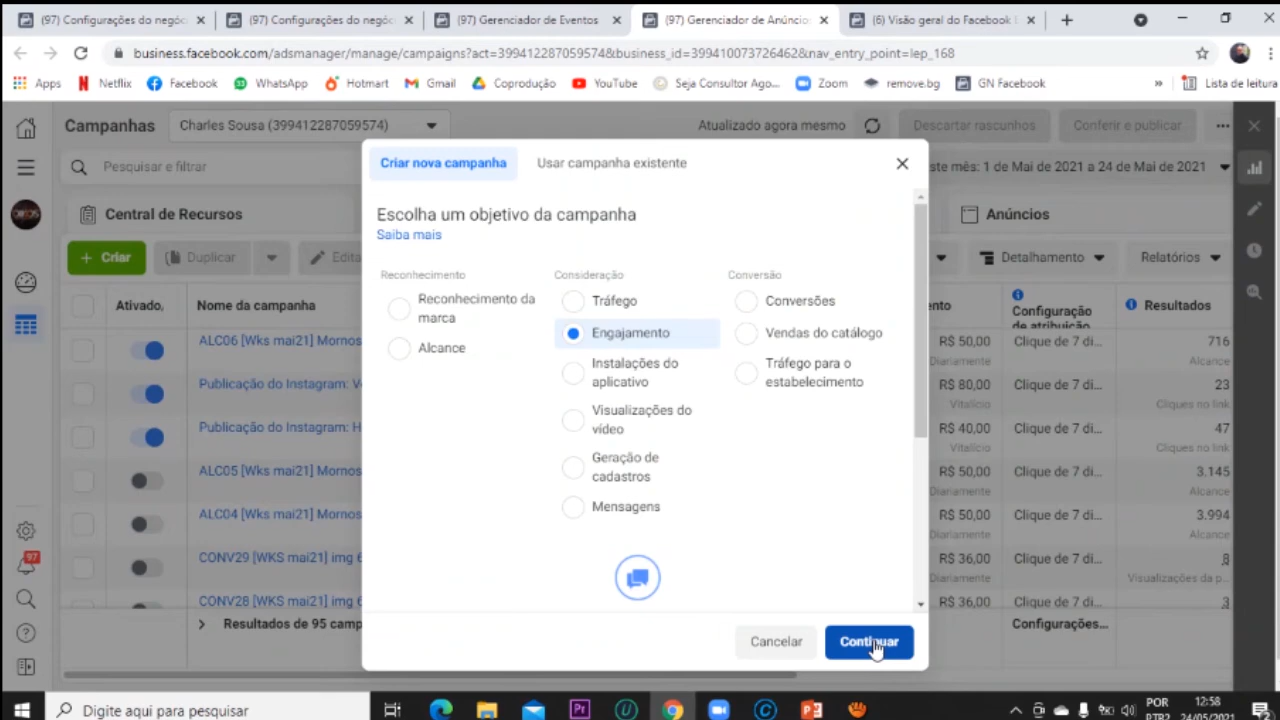 (97) Configurações do negóc
(97) Configurações do negóc
(97) Gerenciador de Eventos
(97) Gerenciador de Anúncio
(6) Visão geral do Facebook
business.facebook.com/adsmanager/manage/campaigns?act=399412287059574&business_id=399410073726462&nav_entry_point=lep_168
Apps
Netflix
Facebook
WhatsApp
Hotmart
Gmail
Coprodução
YouTube
Seja Consultor Ago...
Zoom
remove.bg
GN Facebook
»
Lista de leitura
Campanhas
Charles Sousa (399412287059574)
Atualizado agora mesmo
Descartar rascunhos
Conferir e publicar
Pesquisar e filtrar
ste mês: 1 de Mai de 2021 a 24 de Mai de 2021
Central de Recursos
Anúncios
+ Criar
Duplicar
Edita
Detalhamento
Relatórios
Ativado,
Nome da campanha
nto
Configuração
de atribuição
Resultados
ALC06 [Wks mai21] Mornos
R$ 50,00
Diariamente
Clique de 7 di...
716
Alcance
Publicação do Instagram: V
R$ 80,00
Vitalício
Clique de 7 di...
23
Cliques no link
Publicação do Instagram: H
R$ 40,00
Vitalício
Clique de 7 di...
47
Cliques no link
ALC05 [Wks mai21] Mornos
R$ 50,00
Diariamente
Clique de 7 di...
3.145
Alcance
ALC04 [Wks mai21] Mornos
R$ 50,00
Diariamente
Clique de 7 di...
3.994
Alcance
CONV29 [WKS mai21] img 6
R$ 36,00
Diariamente
Clique de 7 di...
8
Visualizações da p...
CONV28 [WKS mai21] img 6
R$ 36,00
Clique de 7 di...
3
Resultados de 95 camp
Configurações...
97
Criar nova campanha
Usar campanha existente
Escolha um objetivo da campanha
Saiba mais
Reconhecimento
Reconhecimento da
marca
Alcance
Consideração
Tráfego
Engajamento
Instalações do
aplicativo
Visualizações do
vídeo
Geração de
cadastros
Mensagens
Conversão
Conversões
Vendas do catálogo
Tráfego para o
estabelecimento
Cancelar
Continuar
Digite aqui para pesquisar
Pr
POR
PTB2
12:58
24/05/2021